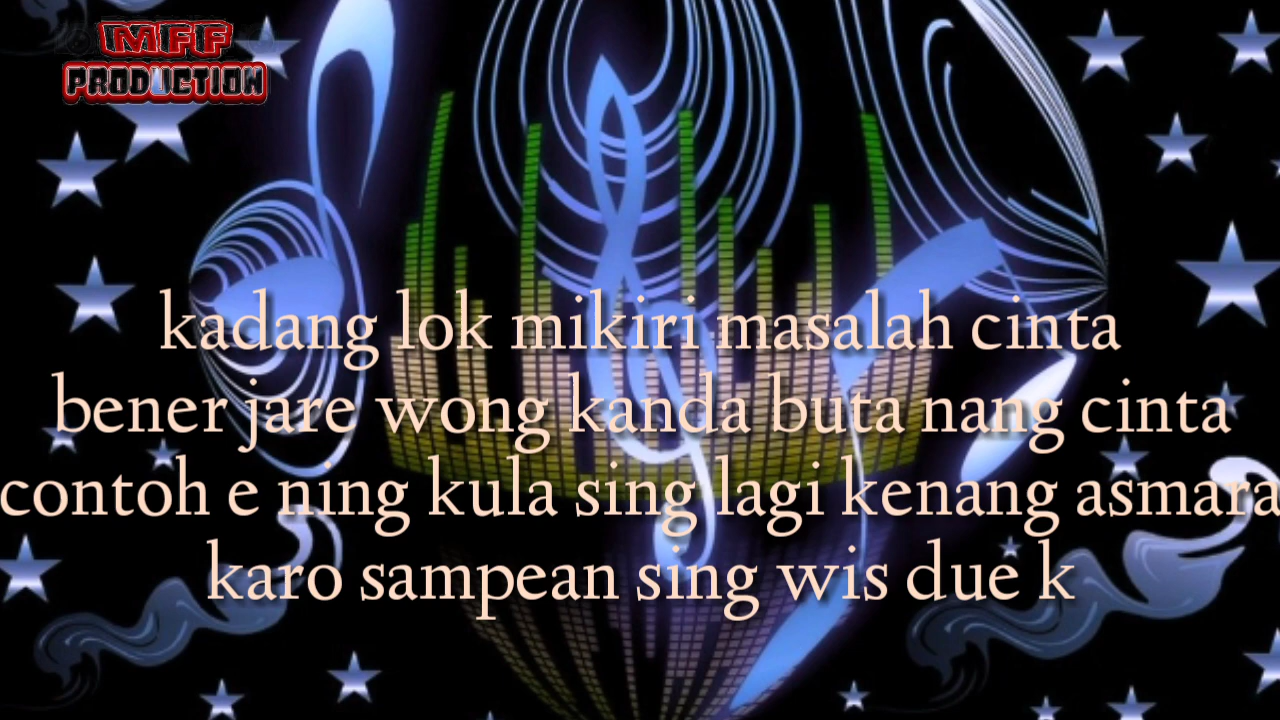 MFF
PRODUCTION
kadang lok mikiri masalah cinta
bener jare wong kanda buta nang cinta
contoh e ning kula sing lagi kenang asmara
karo sampean sing wis due k